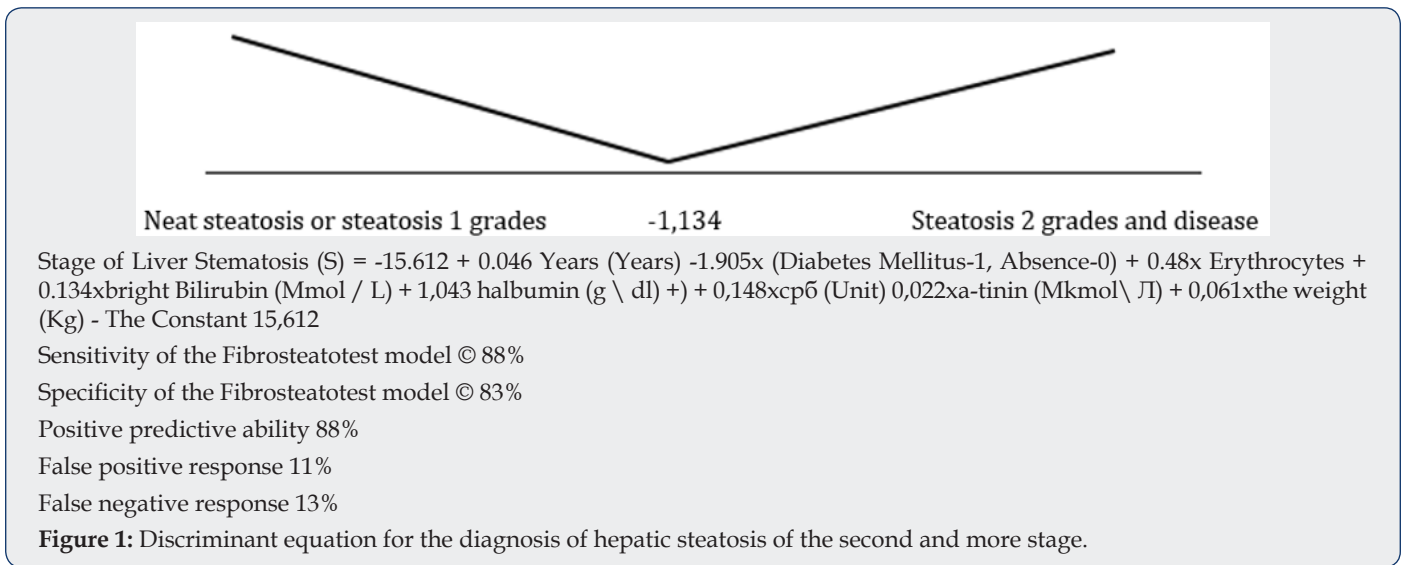 Neat steatosis or steatosis 1 grades -1,134 Steatosis 2 grades and disease
Stage of Liver Stematosis (S) = -15.612 + 0.046 Years (Years) -1.905x (Diabetes Mellitus-1, Absence-0) + 0.48x Erythrocytes +
0.134xbright Bilirubin (Mmol / L) + 1,043 halbumin (g \ dl) +) + 0,148xcрб (Unit) 0,022xa-tinin (Mkmol\ Л) + 0,061xthe weight
(Kg) - The Constant 15,612
Sensitivity of the Fibrosteatotest model © 88%
Specificity of the Fibrosteatotest model © 83%
Positive predictive ability 88%
False positive response 11%
False negative response 13%
Figure 1: Discriminant equation for the diagnosis of hepatic steatosis of the second and more stage.